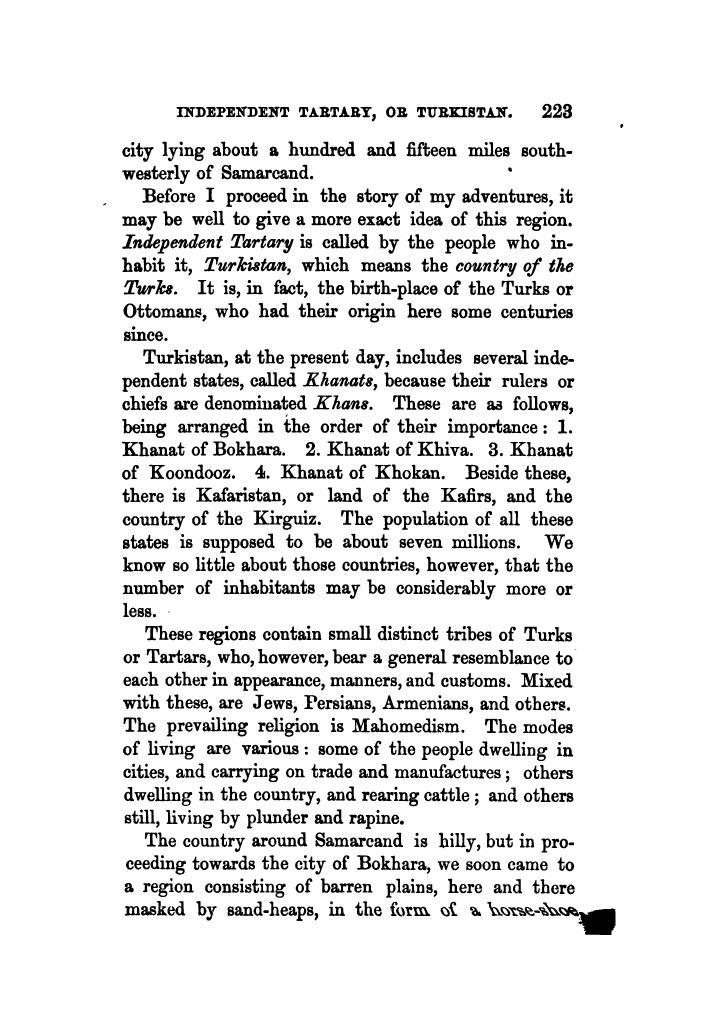 INDEPENDENT TARTARY, OR TURKISTAN. 223
city lying about a hundred and fifteen miles south-
westerly of Samarcand.
Before I proceed in the story of my adventures, it
may be well to give a more exact idea of this region.
Independent Tartary is called by the people who in-
habit it, Turkistan, which means the country of the
Turks. It is, in fact, the birth-place of the Turks or
Ottomans, who had their origin here some centuries
since.
Turkistan, at the present day, includes several inde-
pendent states, called Khanats, because their rulers or
chiefs are denominated Khans. These are as follows,
being arranged in the order of their importance: 1.
Khanat of Bokhara. 2. Khanat of Khiva. 3. Khanat
of Koondooz. 4. Khanat of Khokan. Beside these,
there is Kafaristan, or land of the Kafirs, and the
country of the Kirguiz. The population of all these
states is supposed to be about seven millions. We
know so little about those countries, however, that the
number of inhabitants may be considerably more or
less.
These regions contain small distinct tribes of Turks
or Tartars, who, however, bear a general resemblance to
each other in appearance, manners, and customs. Mixed
with these, are Jews, Persians, Armenians, and others.
The prevailing religion is Mahomedism. The modes
of living are various: some of the people dwelling in
cities, and carrying on trade and manufactures; others
dwelling in the country, and rearing cattle; and others
still, living by plunder and rapine.
The country around Samarcand is hilly, but in pro-
ceeding towards the city of Bokhara, we soon came to
a region consisting of barren plains, here and there
masked by sand-heaps, in the form of a horse-shoe,